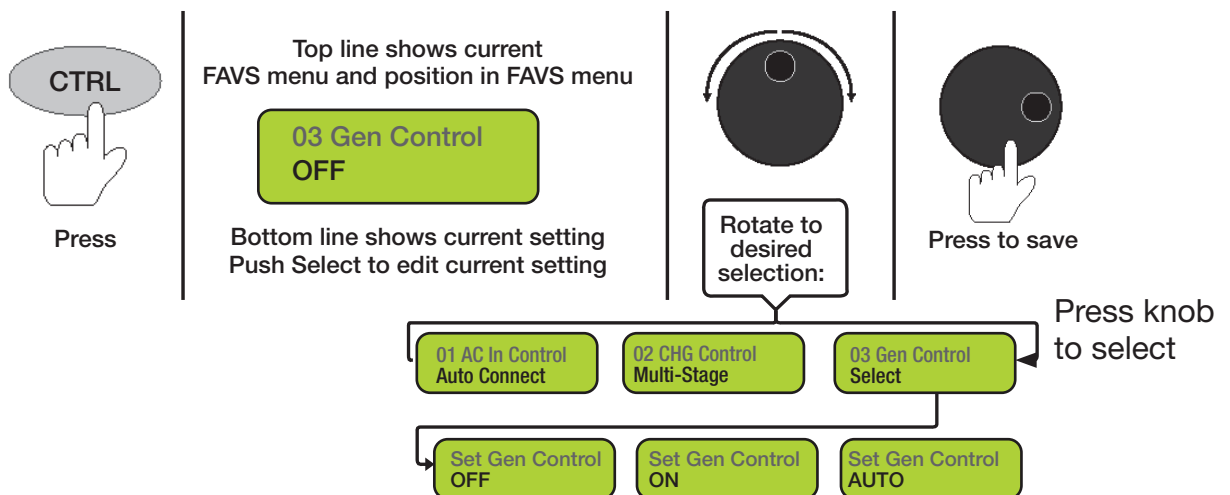 CTRL
Press
Top line shows current
FAVS menu and position in FAVS menu
03 Gen Control
OFF
Bottom line shows current setting
Push Select to edit current setting
Rotate to
desired
selection:
Press to save
01 AC In Control
Auto Connect
02 CHG Control
Multi-Stage
03 Gen Control
Select
Press knob
to select
Set Gen Control
OFF
Set Gen Control
ON
Set Gen Control
AUTO